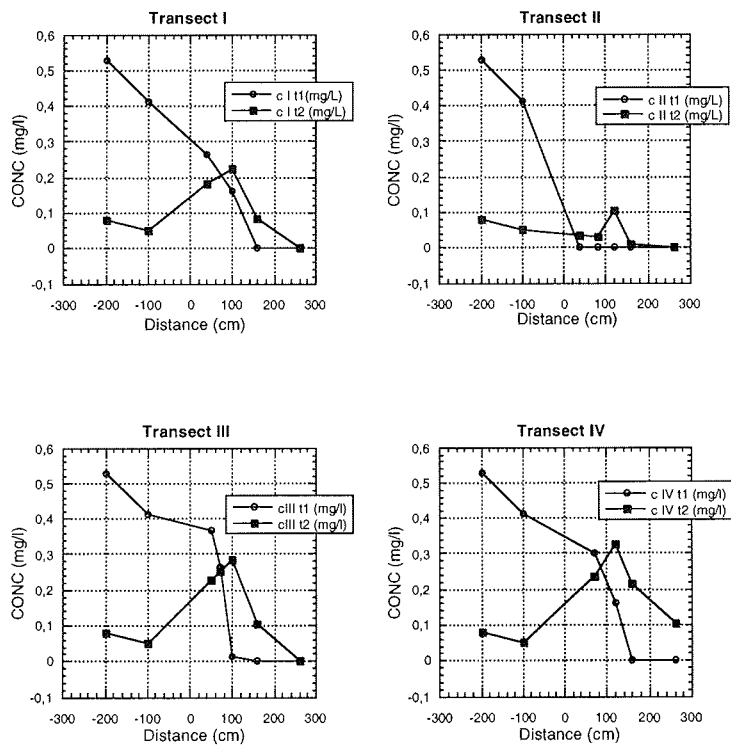 Transect I
0,6
0,5
0,4
0,3
0,2
0,1
0
-0,1
CONC (mg/l)
c I t1(mg/L)
c I t2 (mg/L)
-300 -200 -100 0 100 200 300
Distance (cm)
Transect II
0,6
0,5
0,4
0,3
0,2
0,1
0
-0,1
CONC (mg/l)
c II t1 (mg/L)
c II t2 (mg/L)
-300 -200 -100 0 100 200 300
Distance (cm)
Transect III
0,6
0,5
0,4
0,3
0,2
0,1
0
-0,1
CONC (mg/l)
cIII t1 (mg/l)
cIII t2 (mg/l)
-300 -200 -100 0 100 200 300
Distance (cm)
Transect IV
0,6
0,5
0,4
0,3
0,2
0,1
0
-0,1
CONC (mg/l)
c IV t1 (mg/l)
c IV t2 (mg/l)
-300 -200 -100 0 100 200 300
Distance (cm)